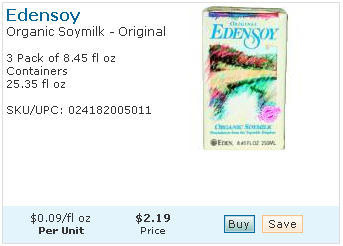 Edensoy
Organic Soymilk - Original
3 Pack of 8.45 fl oz
Containers
25.35 fl oz
SKU/UPC: 024182005011
ORIGINAL
EDENSOY
ORGANIC SOYMILK
EDEN 8.45 FL OZ 250ML
$0.09/fl oz
Per Unit
$2.19
Price
Buy
Save